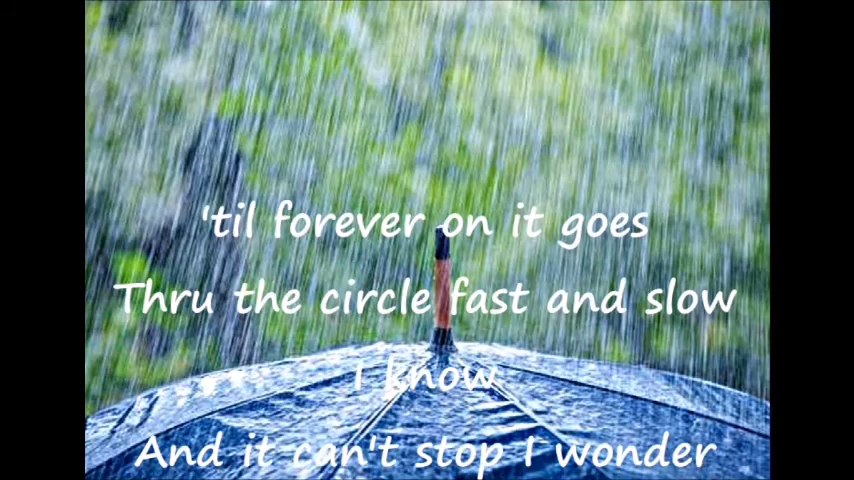 'til forever on it goes
Thru the circle fast and slow
I know
And it can't stop I wonder